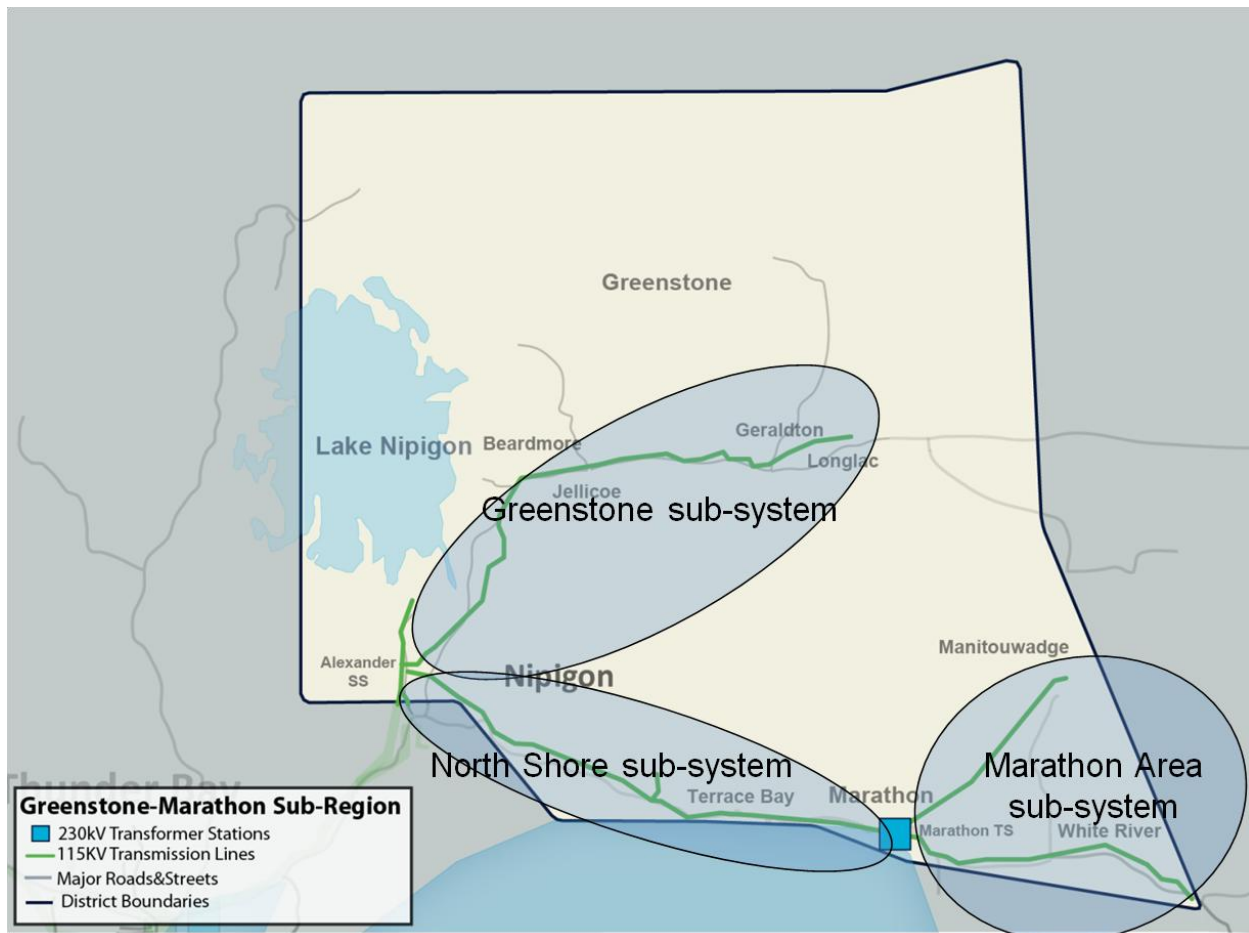 Greenstone
Lake Nipigon
Beardmore
Geraldton
Longlac
Jellicoe
Greenstone sub-system
Manitouwadge
Alexander
SS
Nipigon
North Shore sub-system
Marathon Area
sub-system
Terrace Bay
Marathon
Marathon TS
White River
Thunder Bay
Greenstone-Marathon Sub-Region
230kV Transformer Stations
115KV Transmission Lines
Major Roads&Streets
District Boundaries